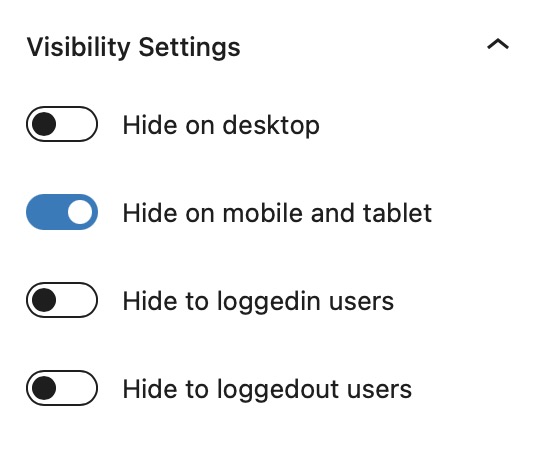 Visibility Settings
Hide on desktop
Hide on mobile and tablet
Hide to loggedin users
Hide to loggedout users